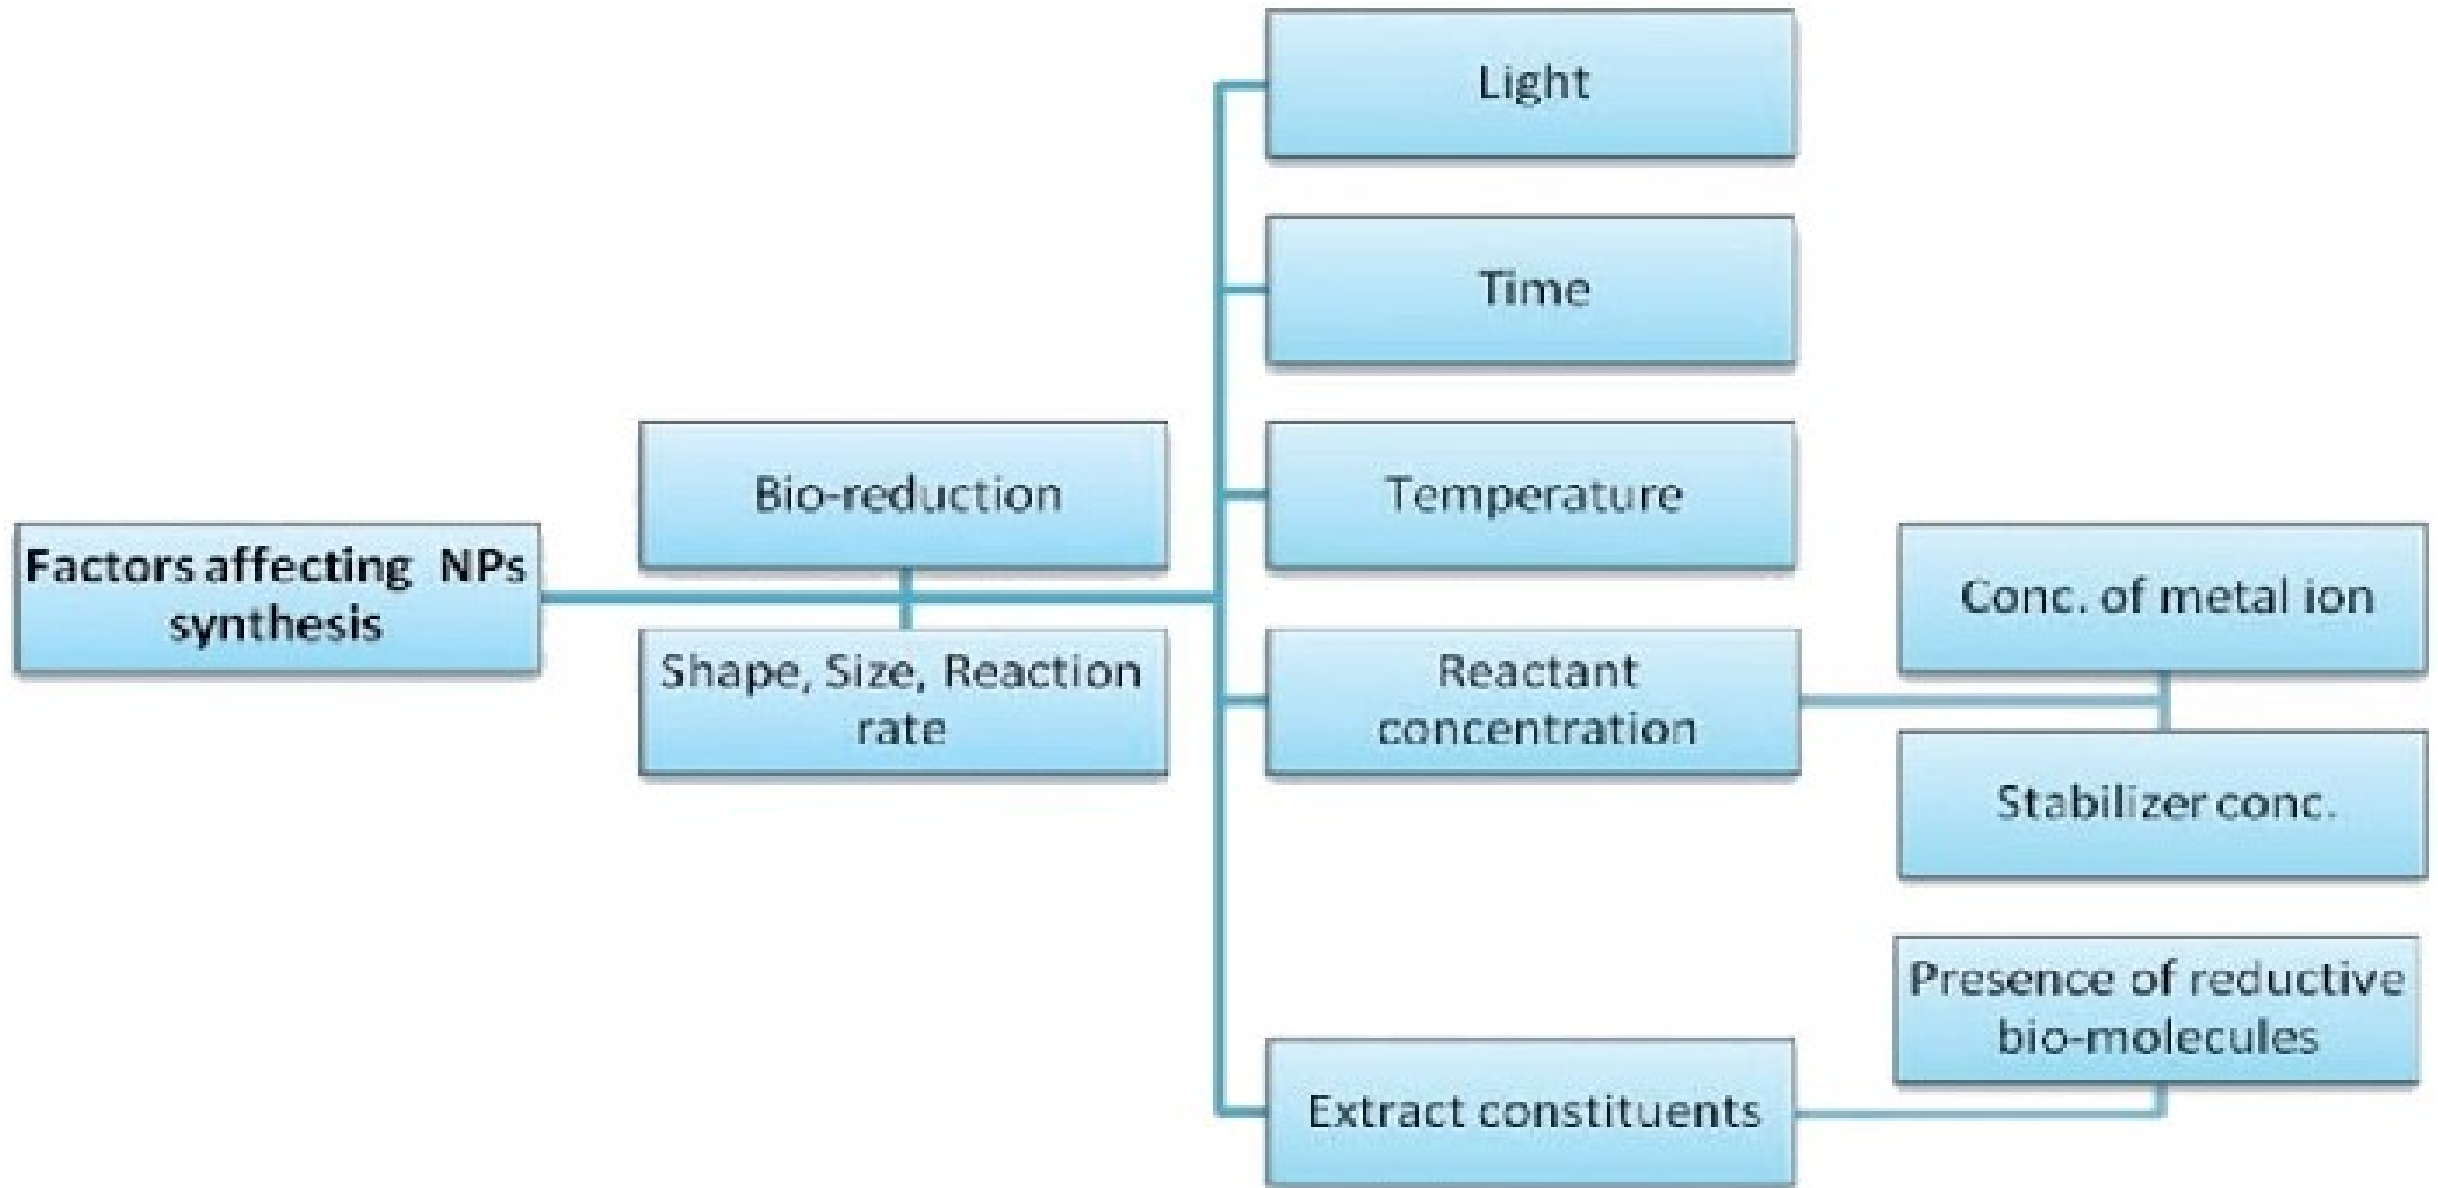 Factors affecting NPs
synthesis
Bio-reduction
Shape, Size, Reaction
rate
Light
Time
Temperature
Reactant
concentration
Extract constituents
Conc. of metal ion
Stabilizer conc.
Presence of reductive
bio-molecules